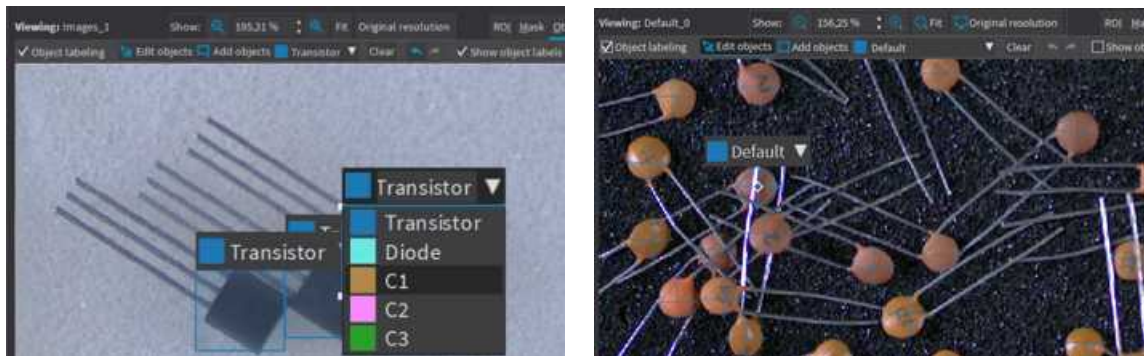 Viewing: Images_1 Show: 195,31 % Fit Original resolution ROI Mask
Object labeling Edit objects Add objects Transistor Clear Show object labels
Transistor
Transistor
Transistor
Diode
C1
C2
C3
Viewing: Default_0 Show: 156,25 % Fit Original resolution ROI
Object labeling Edit objects Add objects Default Clear Show
Default